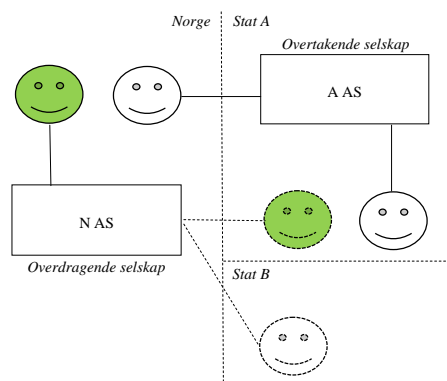 Norge
Stat A
Overtakende selskap
A AS
N AS
Overdragende selskap
Stat B